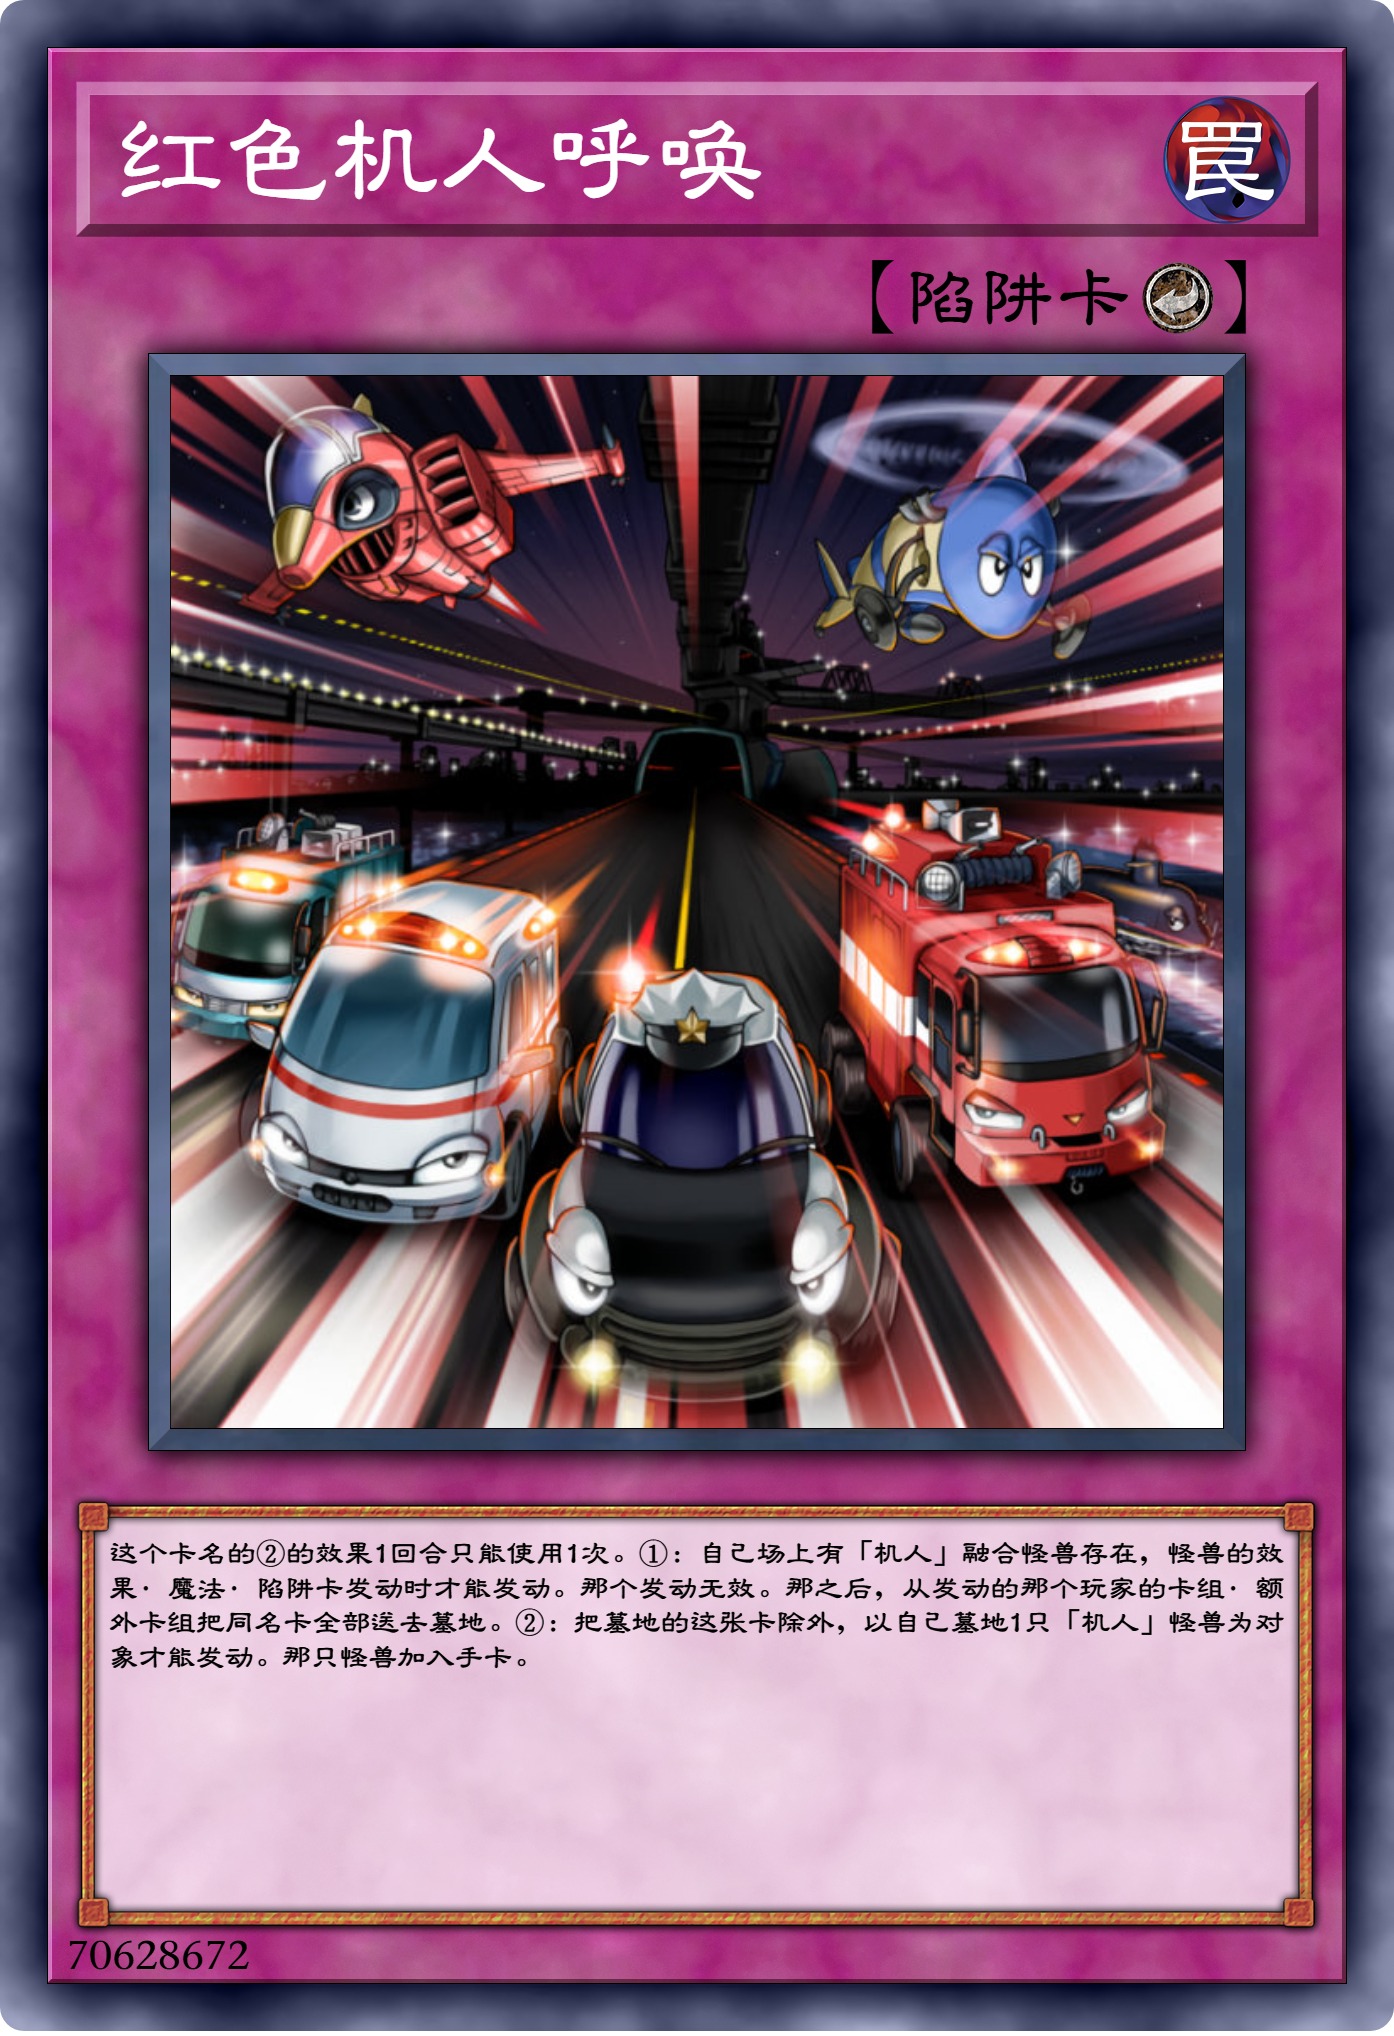 红色机人呼唤
罠
【陷阱卡】
这个卡名的②的效果1回合只能使用1次。①：自己场上有「机人」融合怪兽存在，怪兽的效
果·魔法·陷阱卡发动时才能发动。那个发动无效。那之后，从发动的那个玩家的卡组·额
外卡组把同名卡全部送去墓地。②：把墓地的这张卡除外，以自己墓地1只「机人」怪兽为对
象才能发动。那只怪兽加入手卡。
70628672